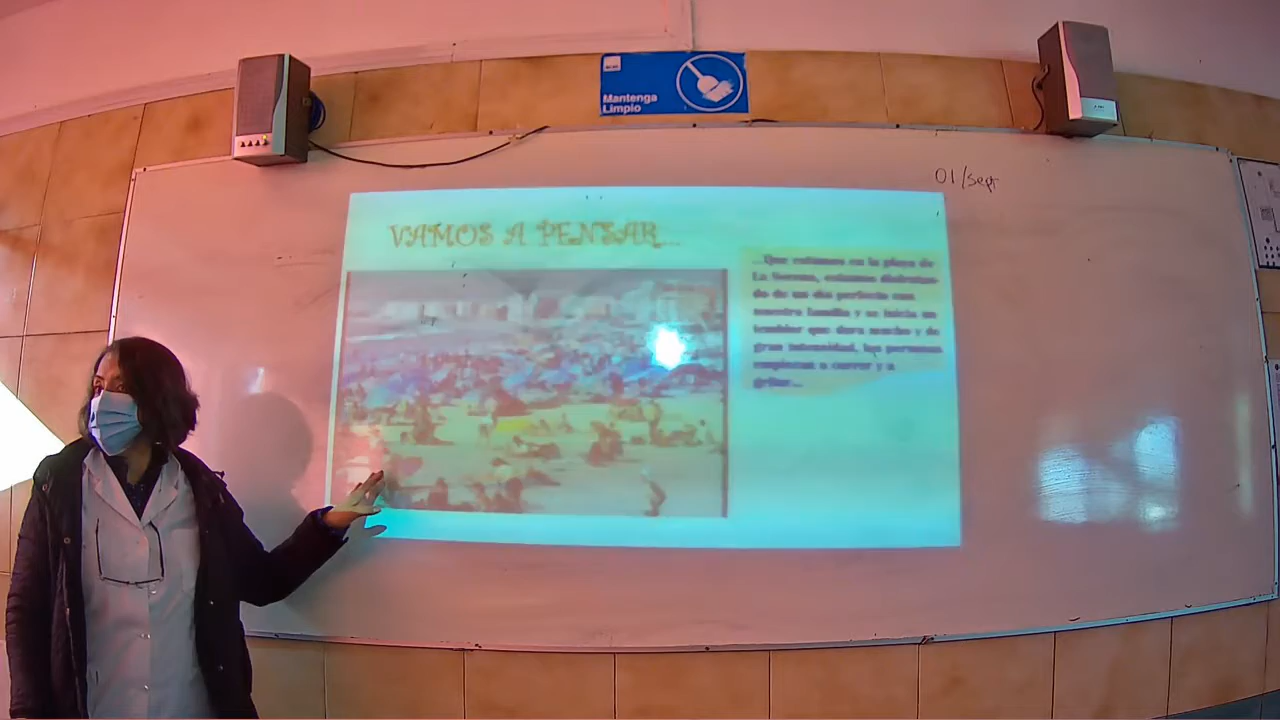 Mantenga
Limpio
01/sept
VAMOS A PENSAR...
...Que estamos en la playa de
La Serena, estamos disfrutan-
do de un día perfecto con
nuestra familia y se inicia un
temblor que dura mucho y de
gran intensidad, las personas
empiezan a correr y a
gritar...